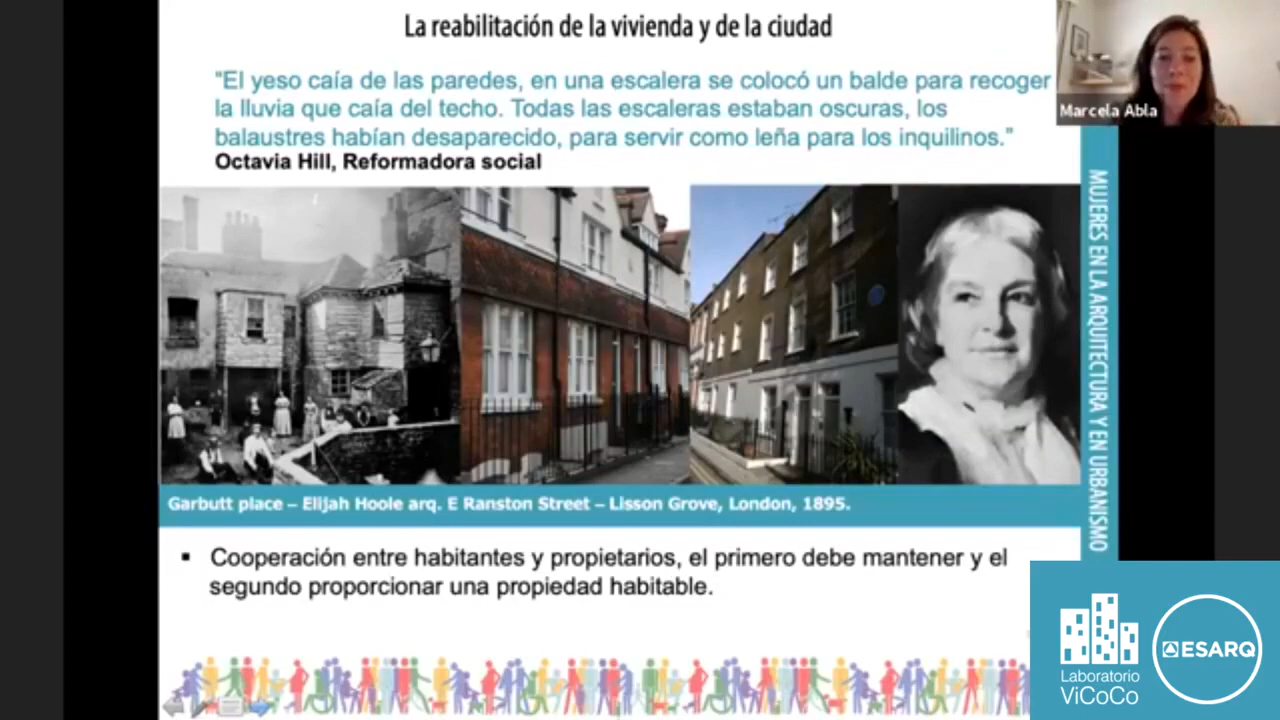 La reabilitación de la vivienda y de la ciudad
“El yeso caía de las paredes, en una escalera se colocó un balde para recoger
la lluvia que caía del techo. Todas las escaleras estaban oscuras, los
balaustres habían desaparecido, para servir como leña para los inquilinos.”
Octavia Hill, Reformadora social
Marcela Abla
MUJERES EN LA ARQUITECTURA Y EN URBANISMO
Garbutt place – Elijah Hoole arq. E Ranston Street – Lisson Grove, London, 1895.
▪ Cooperación entre habitantes y propietarios, el primero debe mantener y el
segundo proporcionar una propiedad habitable.
Laboratorio
ViCoCo
ESARQ